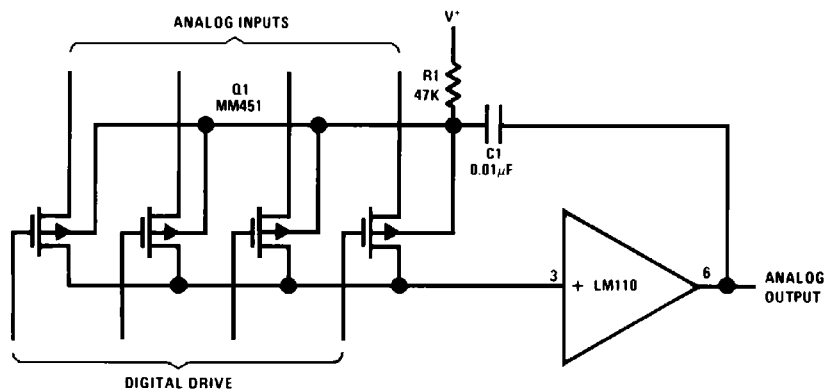 ANALOG INPUTS
V+
R1
47K
Q1
MM451
C1
0.01μF
3
+
LM110
6
ANALOG
OUTPUT
DIGITAL DRIVE